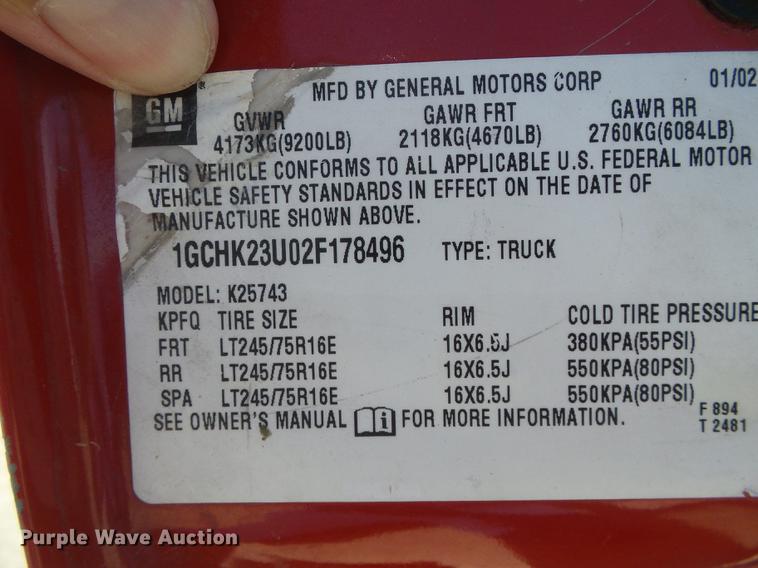 GM ® MFD BY GENERAL MOTORS CORP 01/02
GVWR GAWR FRT GAWR RR
4173KG(9200LB) 2118KG(4670LB) 2760KG(6084LB)
THIS VEHICLE CONFORMS TO ALL APPLICABLE U.S. FEDERAL MOTOR
VEHICLE SAFETY STANDARDS IN EFFECT ON THE DATE OF
MANUFACTURE SHOWN ABOVE.
1GCHK23U02F178496 TYPE: TRUCK
MODEL: K25743
KPFQ TIRE SIZE RIM COLD TIRE PRESSURE
FRT LT245/75R16E 16X6.5J 380KPA(55PSI)
RR LT245/75R16E 16X6.5J 550KPA(80PSI)
SPA LT245/75R16E 16X6.5J 550KPA(80PSI)
SEE OWNER'S MANUAL i FOR MORE INFORMATION.
F 894
T 2481
Purple Wave Auction